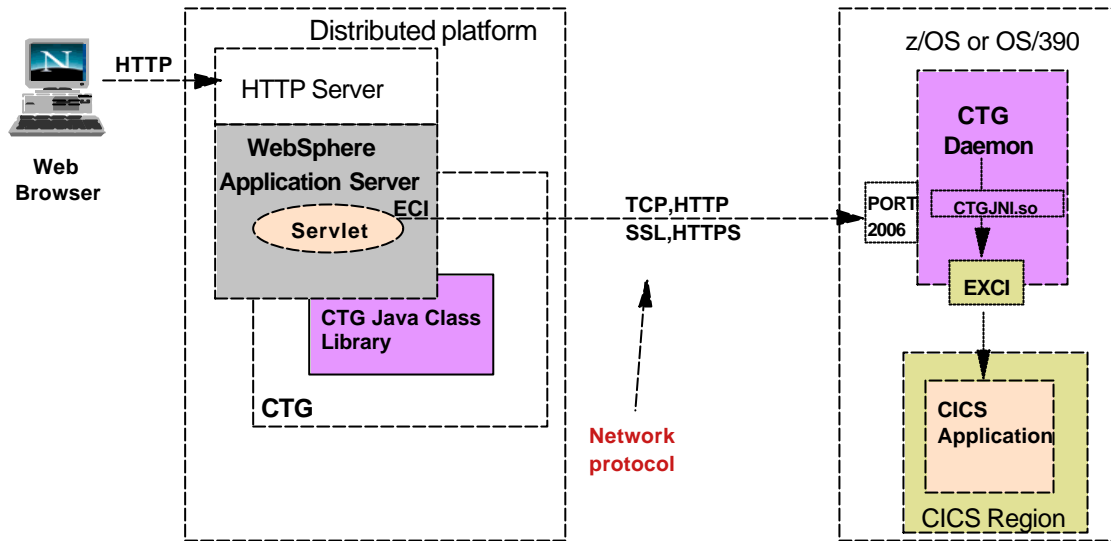 Distributed platform
z/OS or OS/390
N
HTTP
HTTP Server
Web
Browser
WebSphere
Application Server
ECI
Servlet
CTG Java Class
Library
CTG
TCP,HTTP
SSL,HTTPS
Network
protocol
PORT
2006
CTG
Daemon
CTGJNI.so
EXCI
CICS
Application
CICS Region